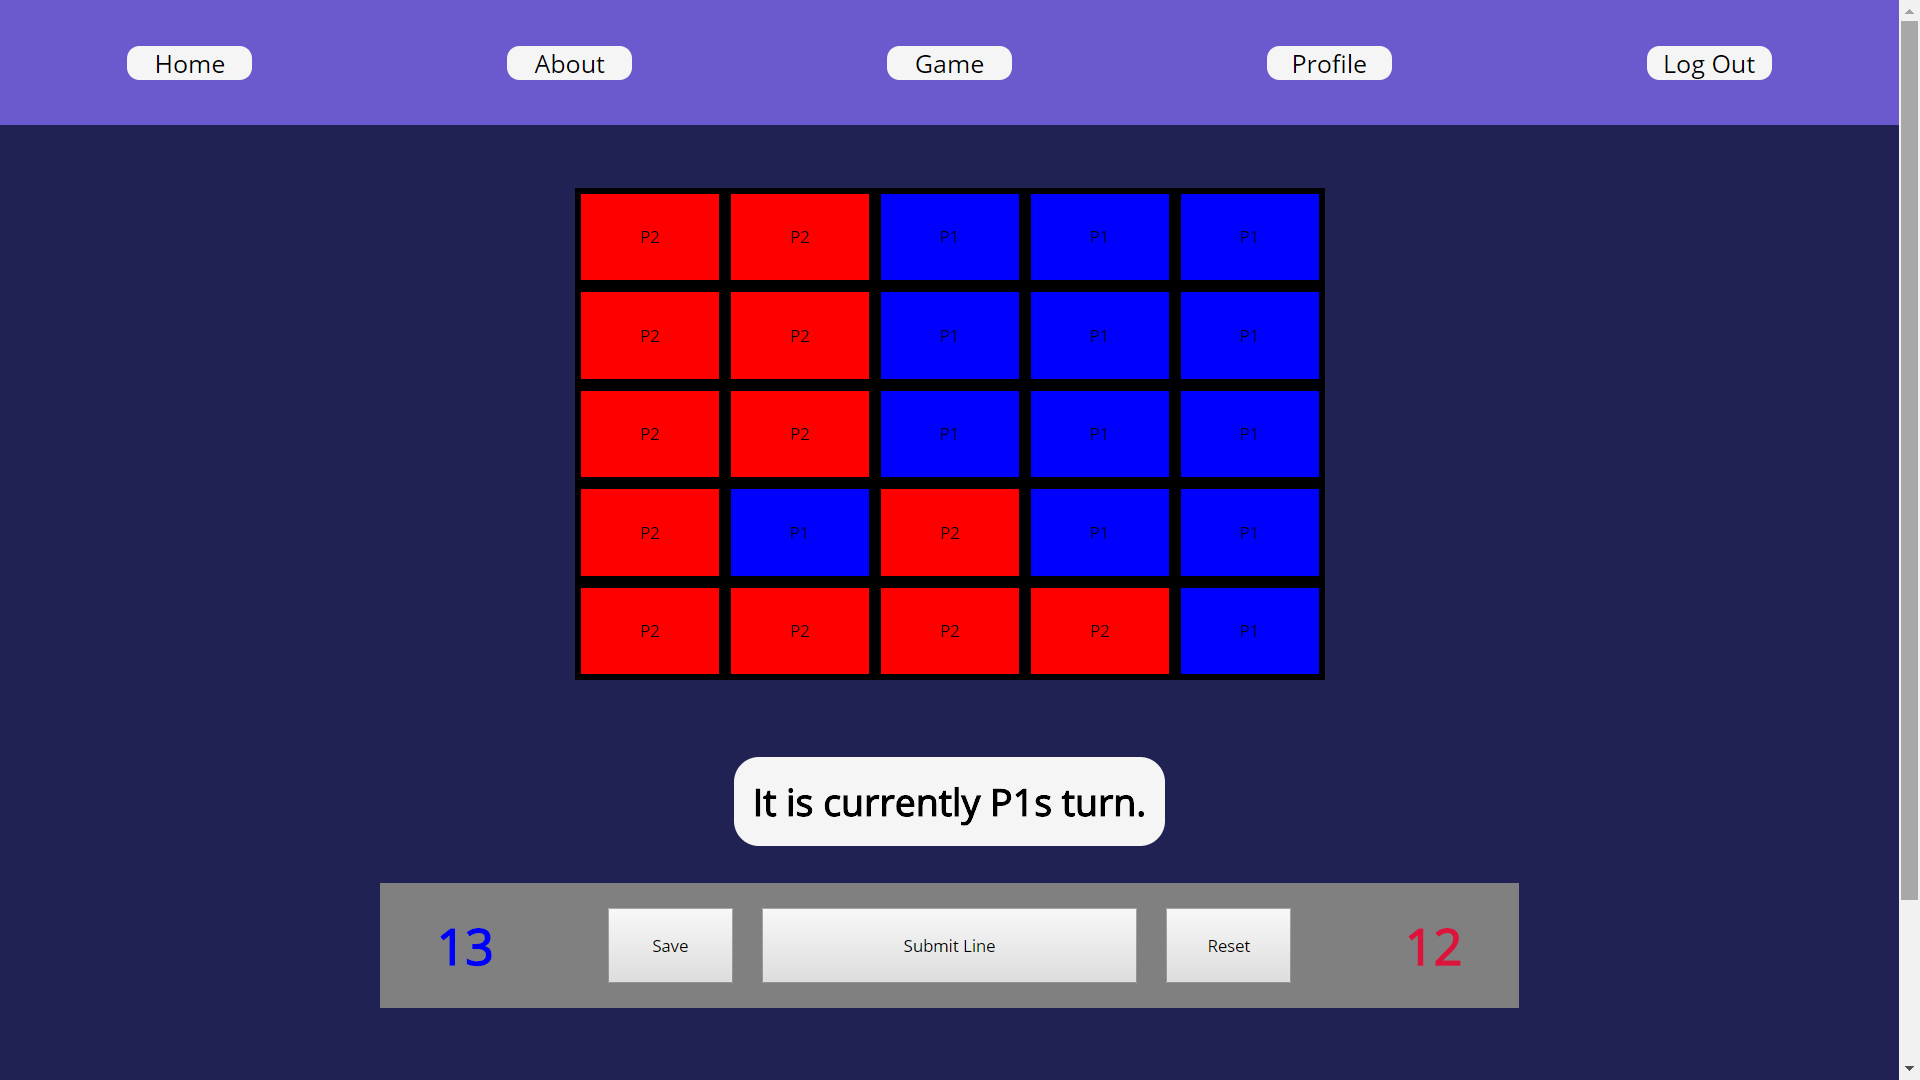 Home About Game Profile Log Out
P2 P2 P1 P1 P1
P2 P2 P1 P1 P1
P2 P2 P1 P1 P1
P2 P1 P2 P1 P1
P2 P2 P2 P2 P1
It is currently P1s turn.
13 Save Submit Line Reset 12